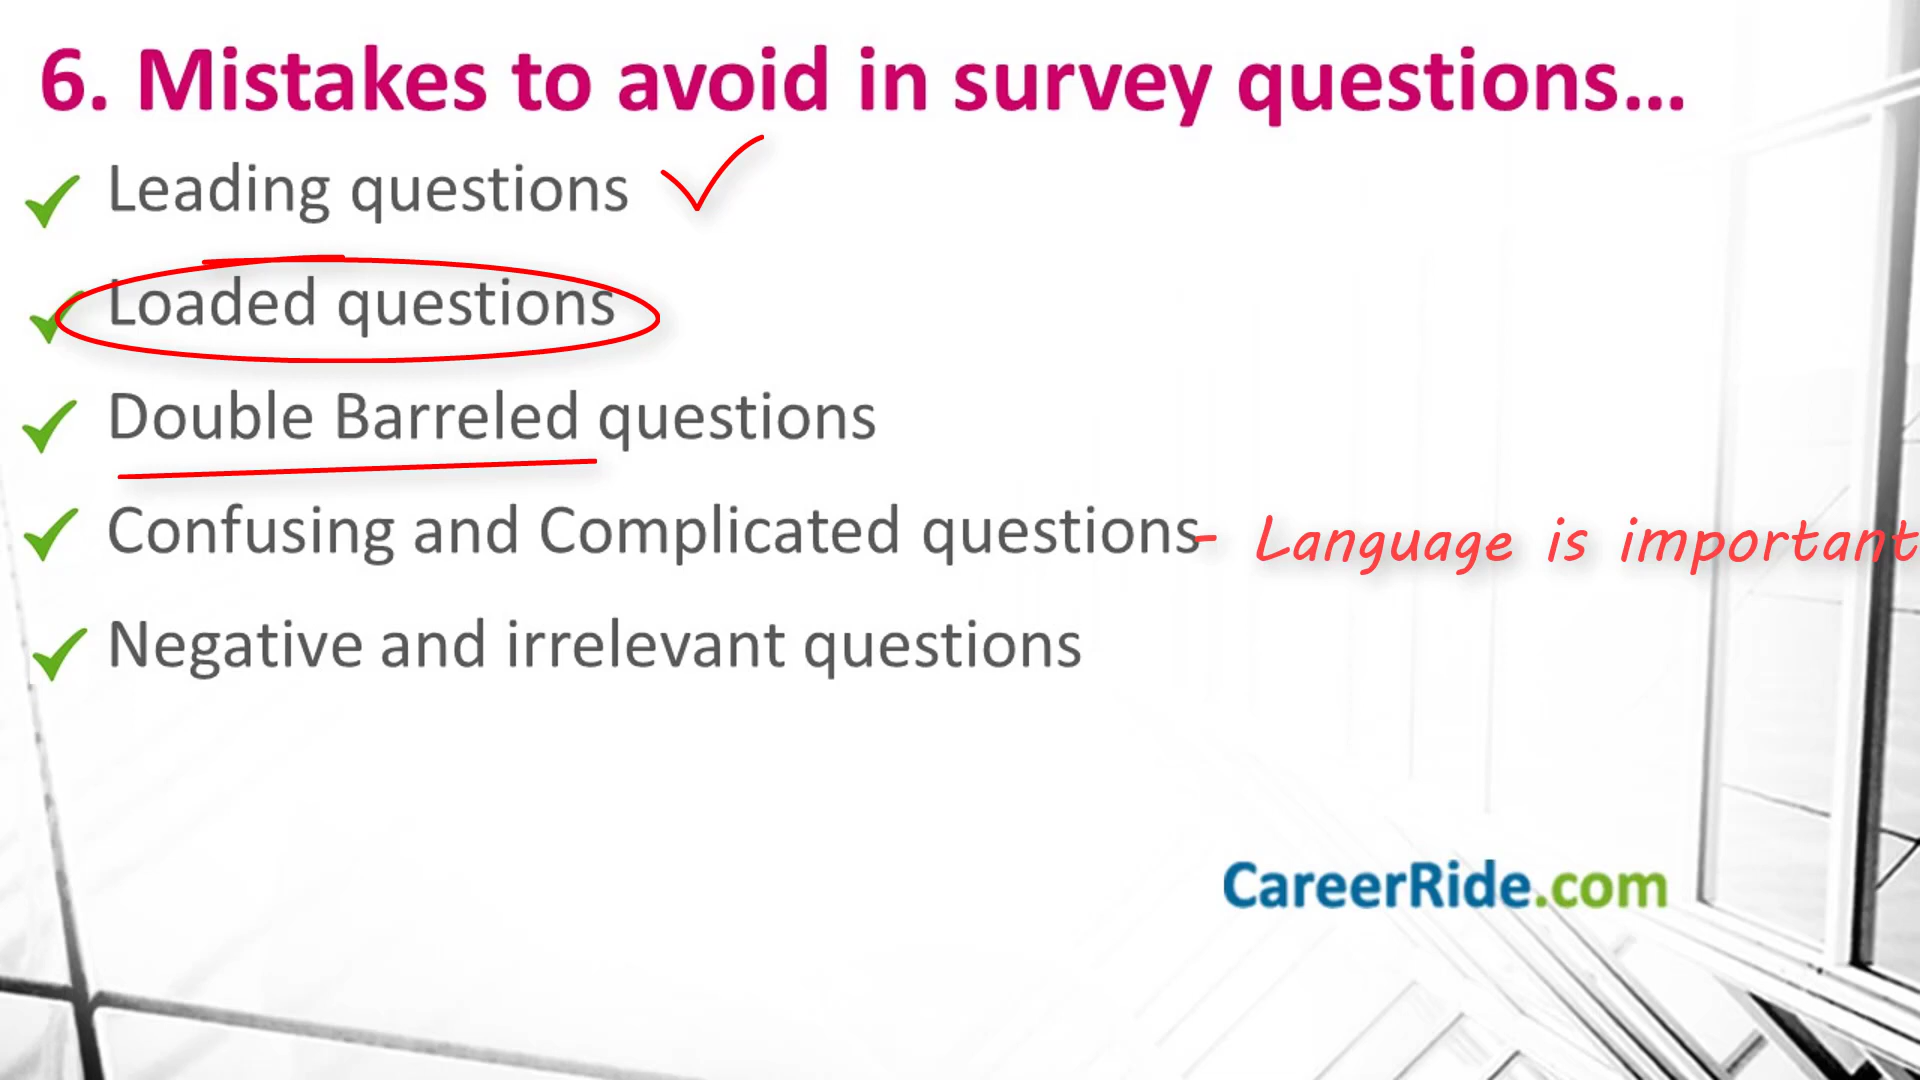 6. Mistakes to avoid in survey questions...
Leading questions
Loaded questions
Double Barreled questions
Confusing and Complicated questions- Language is important
Negative and irrelevant questions
CareerRide.com